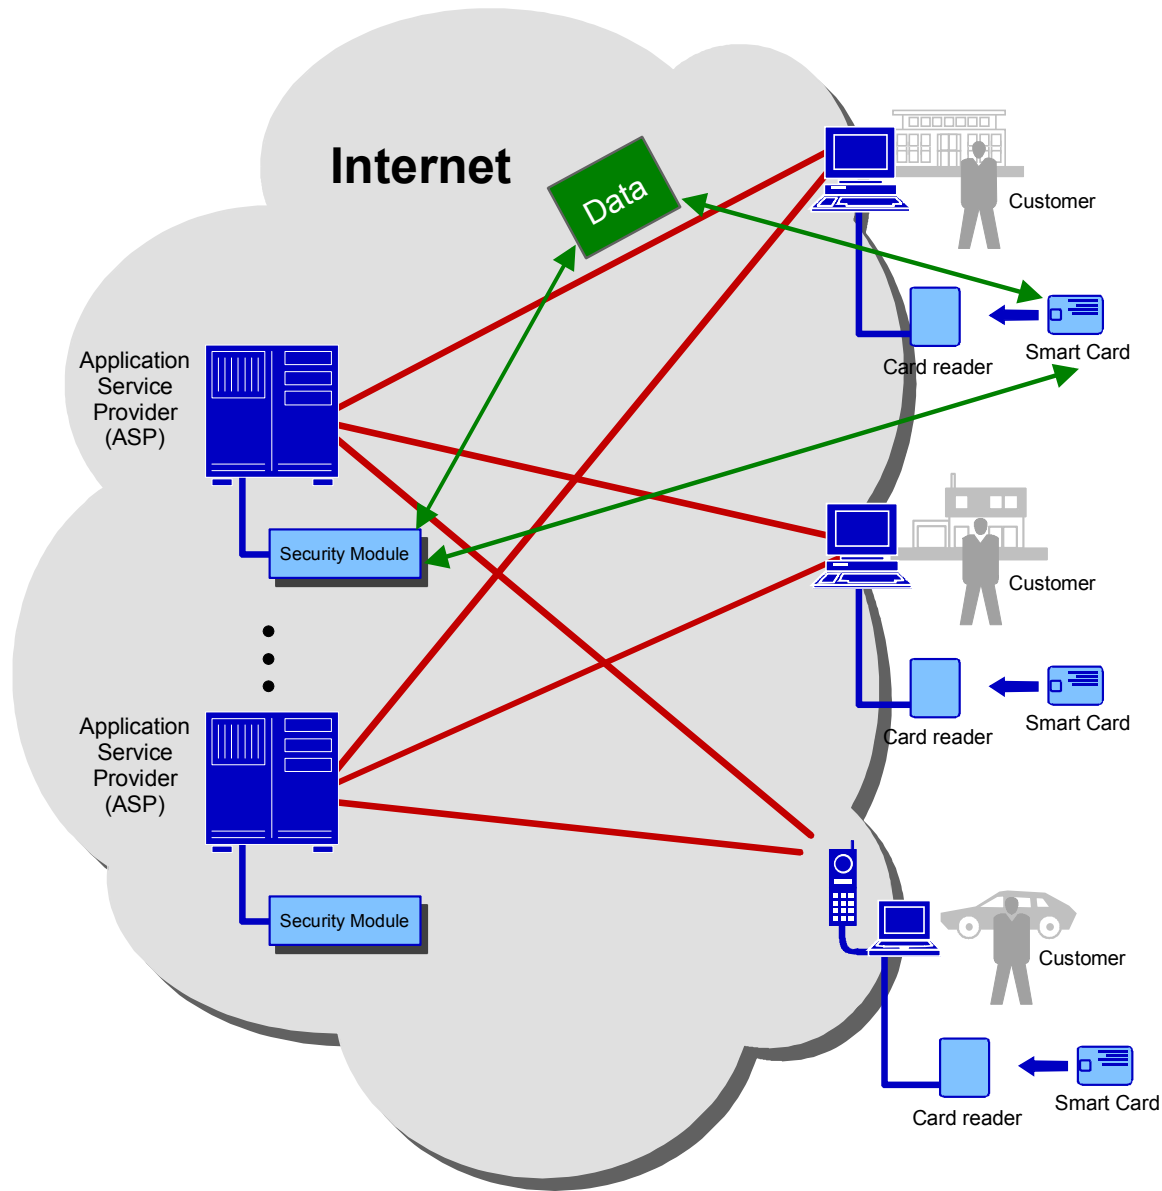 Internet
Data
Customer
Smart Card
Card reader
Application
Service
Provider
(ASP)
Security Module
Customer
Smart Card
Card reader
Application
Service
Provider
(ASP)
Security Module
Customer
Smart Card
Card reader